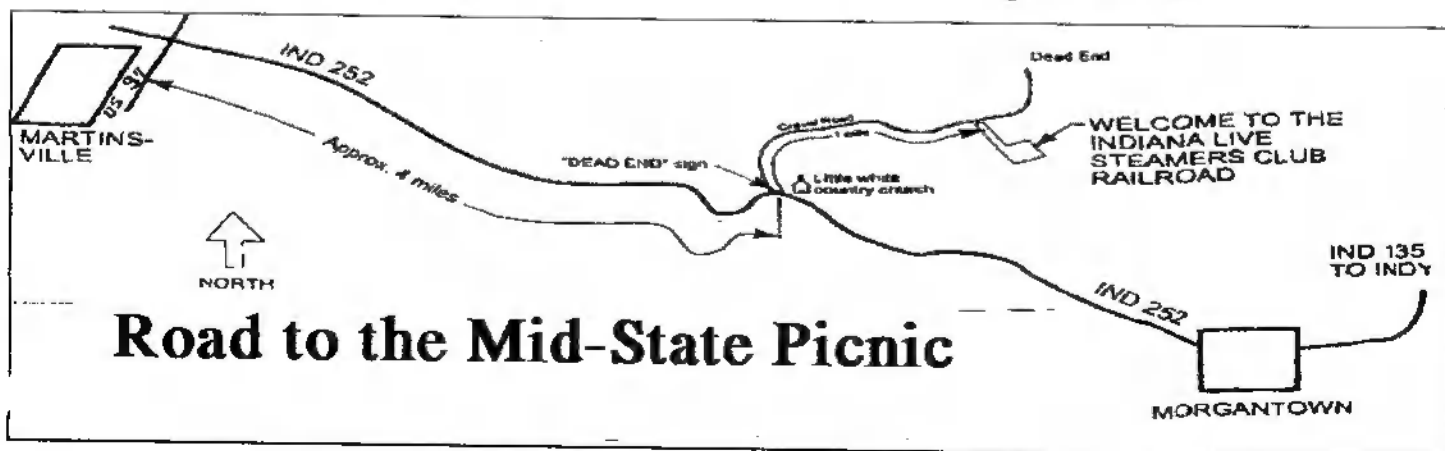 IND 252
Dead End
US 37
MARTINS-
VILLE
Approx. 4 miles
"DEAD END" sign
Gravel Road
1 mile
Little white
country church
WELCOME TO THE
INDIANA LIVE
STEAMERS CLUB
RAILROAD
NORTH
IND 135
TO INDY
IND 252
MORGANTOWN
Road to the Mid-State Picnic